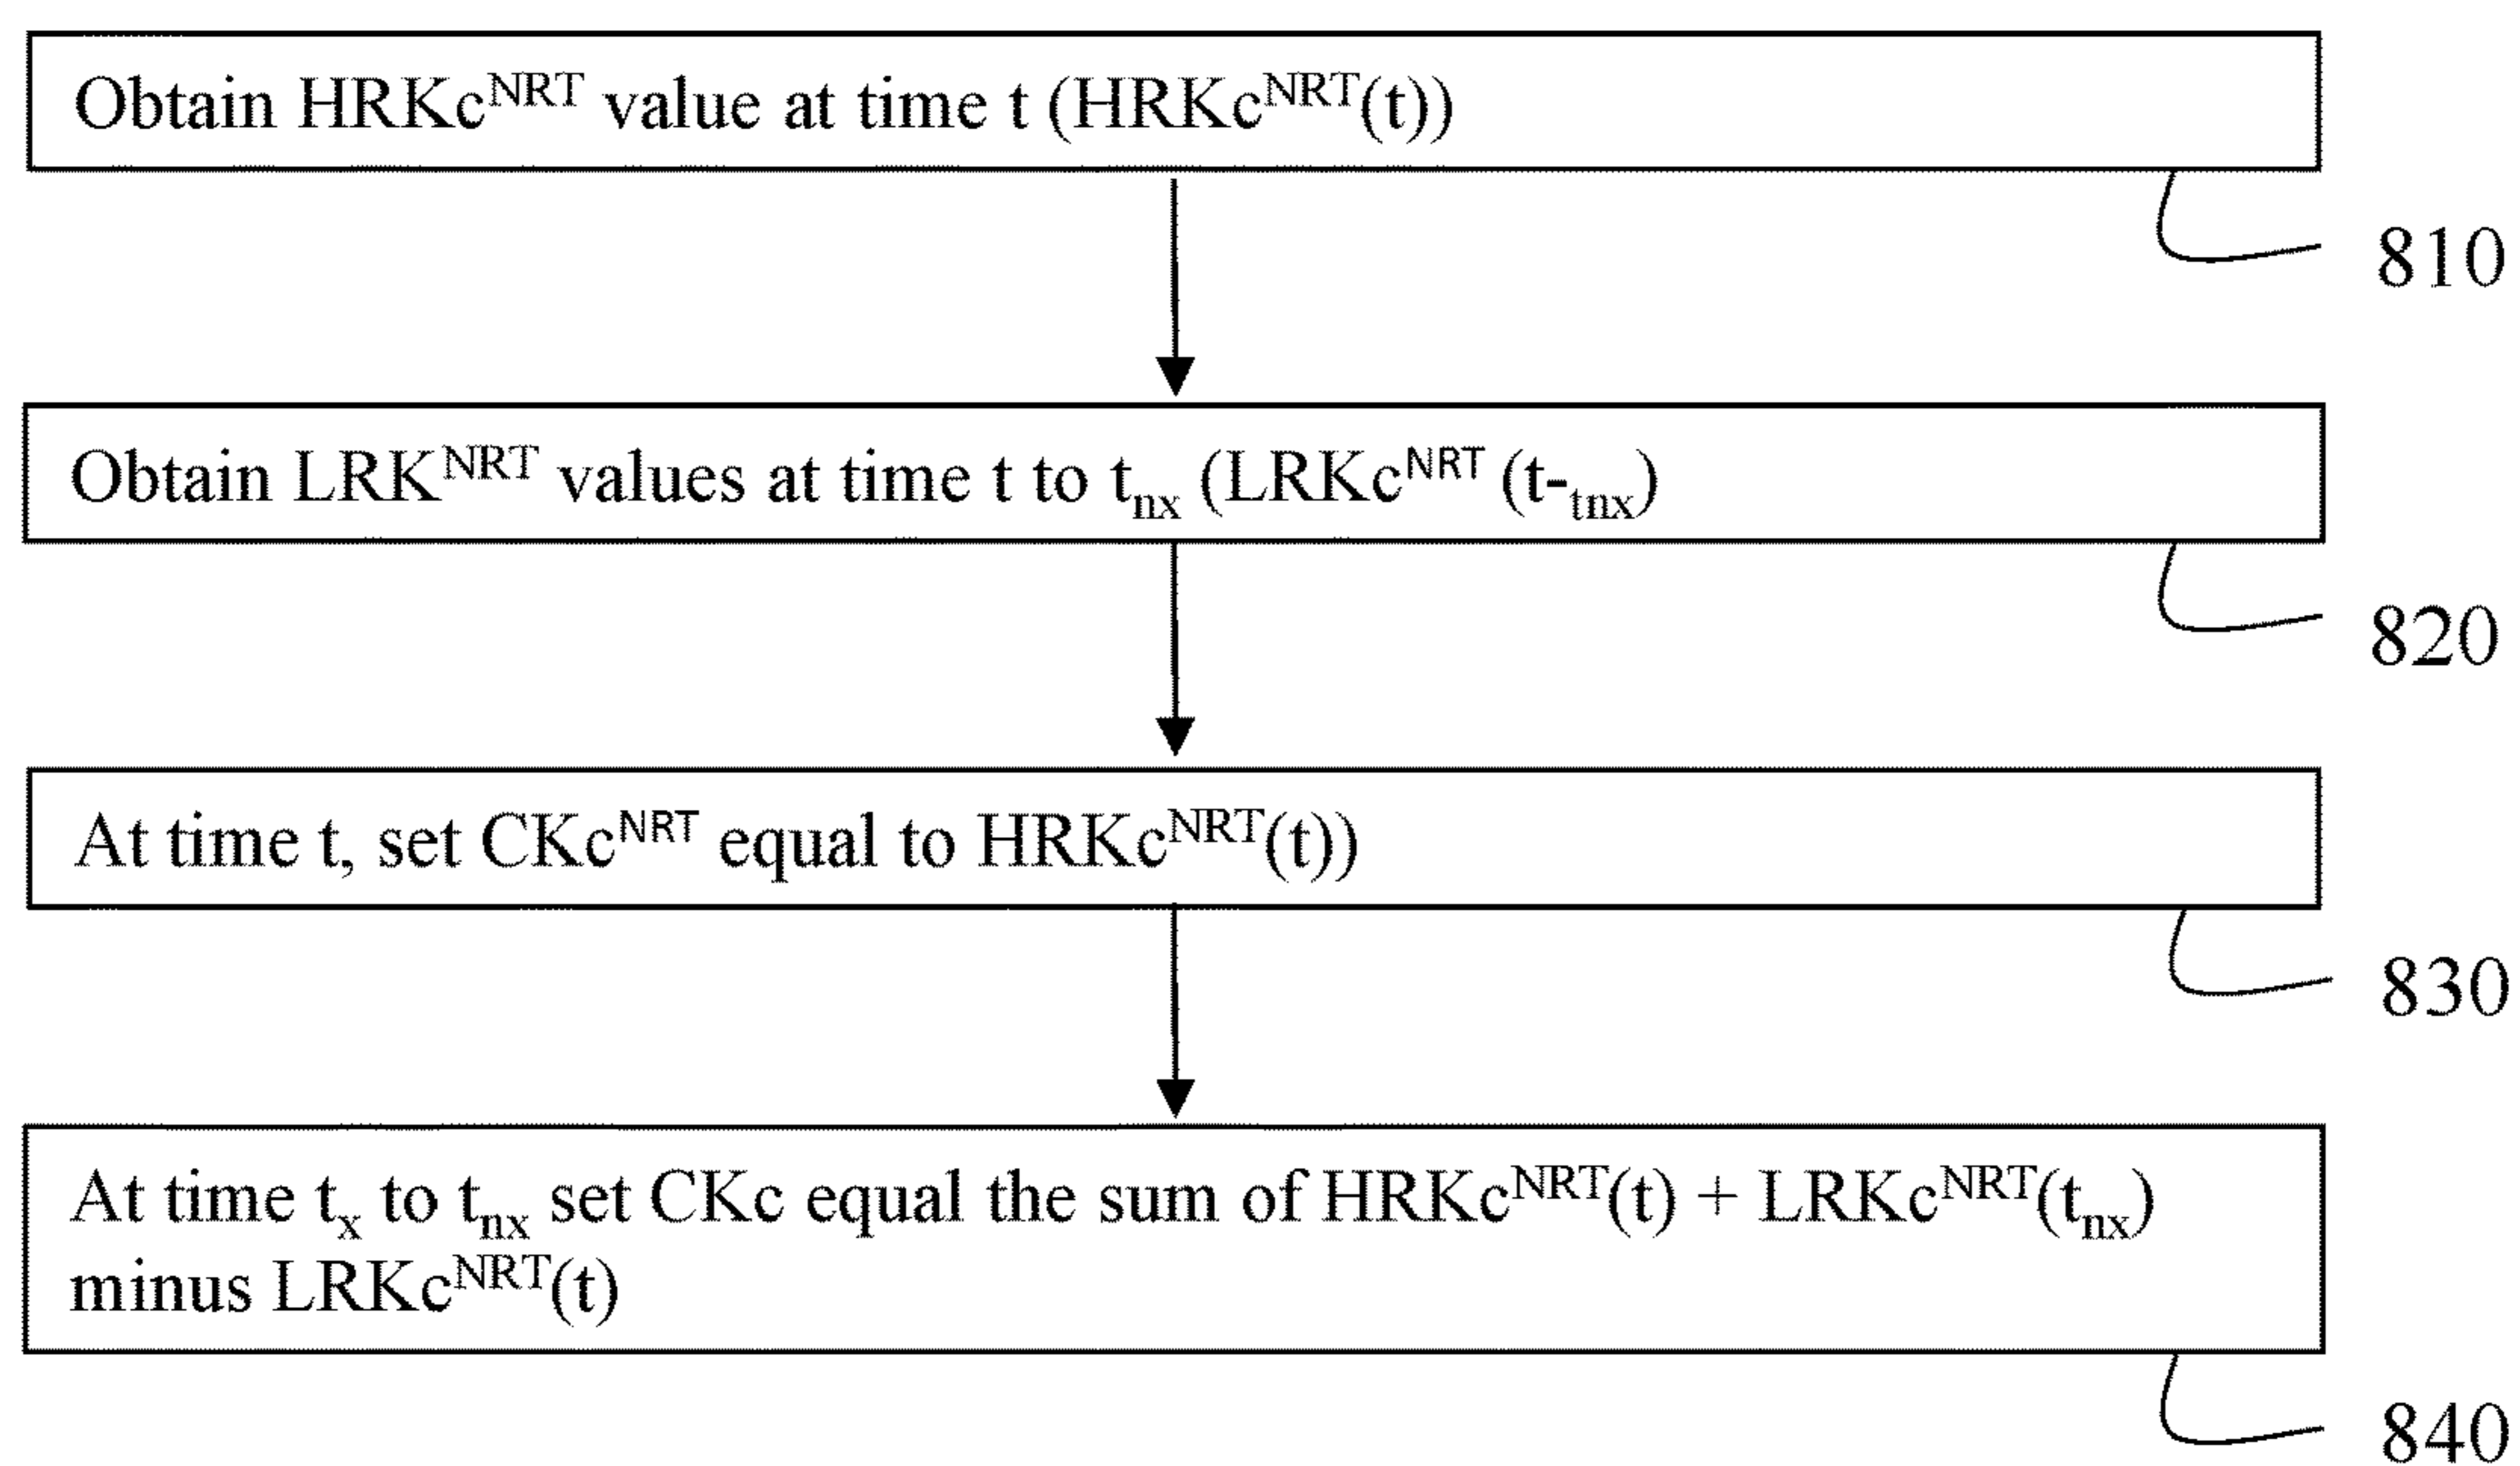 Obtain HRKc^NRT value at time t (HRKc^NRT(t))
810
Obtain LRK^NRT values at time t to t_nx (LRKc^NRT (t-_tnx)
820
At time t, set CKc^NRT equal to HRKc^NRT(t))
830
At time t_x to t_nx set CKc equal the sum of HRKc^NRT(t) + LRKc^NRT(t_nx)
minus LRKc^NRT(t)
840